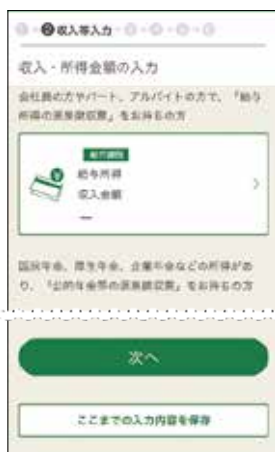 ❷収入等入力
収入・所得金額の入力
会社員の方やパート、アルバイトの方で、「給与
所得の源泉徴収票」をお持ちの方
給与所得
収入金額
ー
国民年金、厚生年金、企業年金などの所得があ
り、「公的年金等の源泉徴収票」をお持ちの方
次へ
ここまでの入力内容を保存